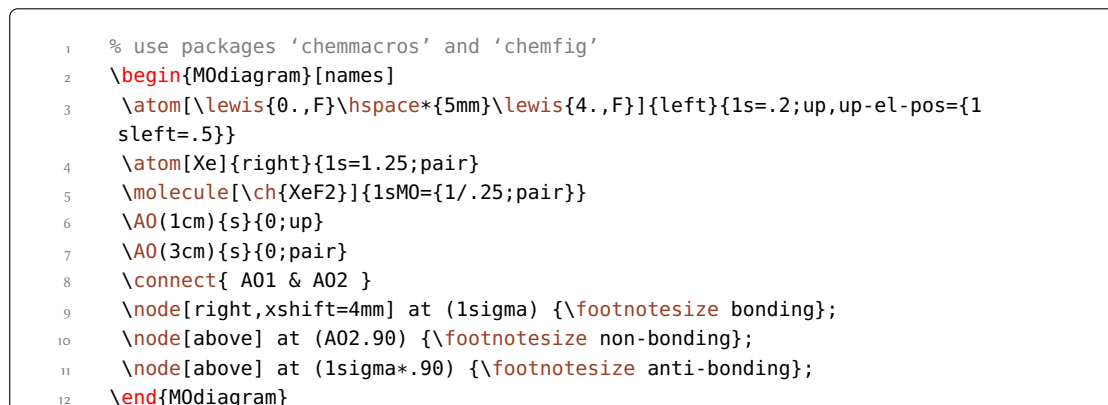 1 % use packages ‘chemmacros’ and ‘chemfig’
2 \begin{MOdiagram}[names]
3 \atom[\lewis{0.,F}\hspace*{5mm}\lewis{4.,F}]{left}{1s=.2;up,up-el-pos={1
sleft=.5}}
4 \atom[Xe]{right}{1s=1.25;pair}
5 \molecule[\ch{XeF2}]{1sMO={1/.25;pair}}
6 \AO(1cm){s}{0;up}
7 \AO(3cm){s}{0;pair}
8 \connect{ AO1 & AO2 }
9 \node[right,xshift=4mm] at (1sigma) {\footnotesize bonding};
10 \node[above] at (AO2.90) {\footnotesize non-bonding};
11 \node[above] at (1sigma*.90) {\footnotesize anti-bonding};
12 \end{MOdiagram}